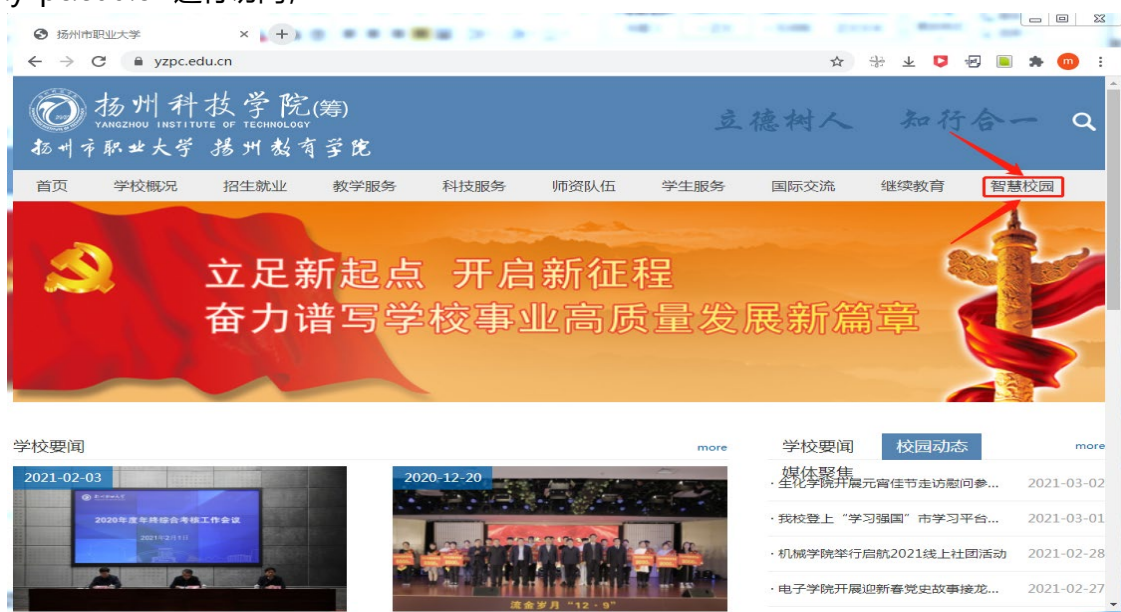 扬州市职业大学
yzpc.edu.cn
m
扬州科技学院(筹)
YANGZHOU INSTITUTE OF TECHNOLOGY
扬州市职业大学 扬州教育学院
立德树人 知行合一
首页 学校概况 招生就业 教学服务 科技服务 师资队伍 学生服务 国际交流 继续教育 智慧校园
立足新起点 开启新征程
奋力谱写学校事业高质量发展新篇章
学校要闻 more
2021-02-03
2020年度年终综合考核工作会议
2021年2月1日
2020-12-20
流金岁月“12·9”
学校要闻 校园动态 more
媒体聚焦
· 生化学院开展元宵佳节走访慰问参... 2021-03-02
· 我校登上“学习强国”市学习平台... 2021-03-01
· 机械学院举行启航2021线上社团活动 2021-02-28
· 电子学院开展迎新春党史故事接龙... 2021-02-27